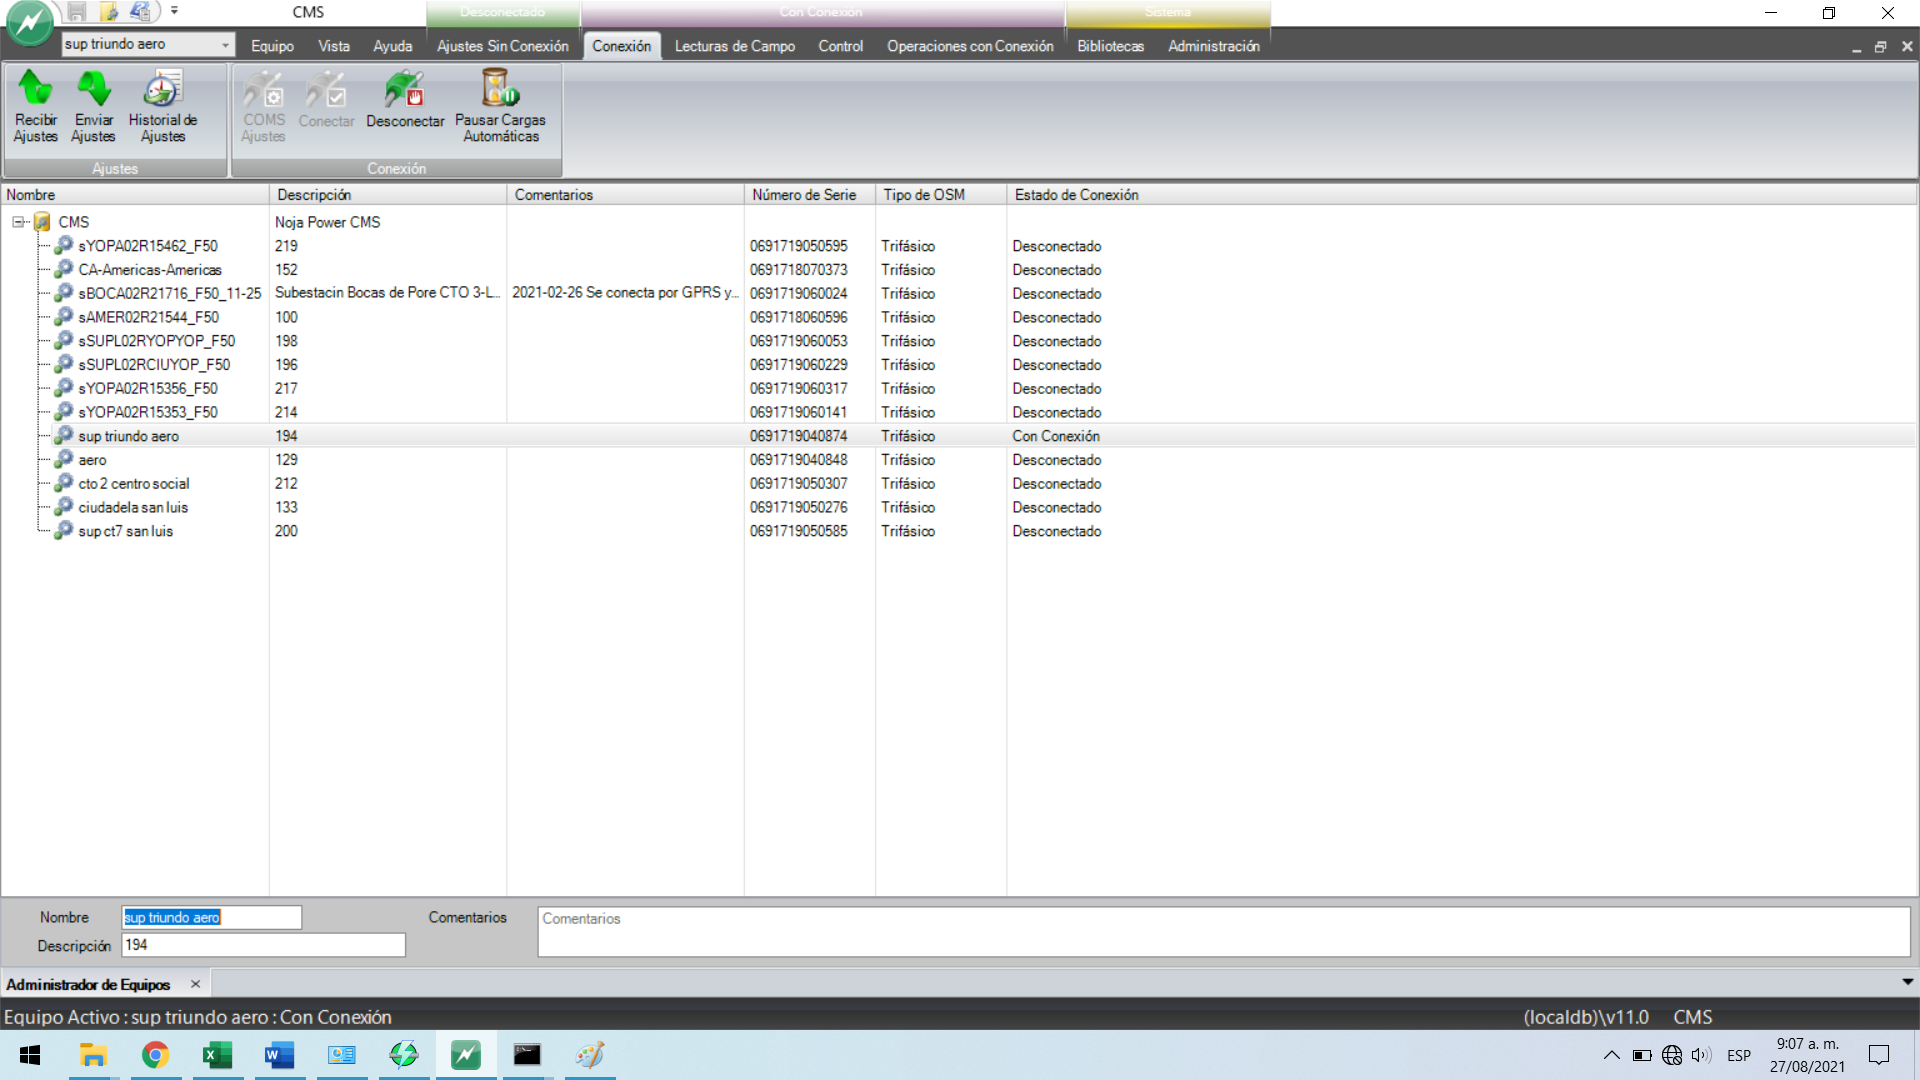 CMS
Desconectado
Con Conexión
Sistema
sup triundo aero
Equipo
Vista
Ayuda
Ajustes Sin Conexión
Conexión
Lecturas de Campo
Control
Operaciones con Conexión
Bibliotecas
Administración
Recibir Ajustes
Enviar Ajustes
Historial de Ajustes
COMS Ajustes
Conectar
Desconectar
Pausar Cargas Automáticas
Ajustes
Conexión
Nombre Descripción Comentarios Número de Serie Tipo de OSM Estado de Conexión
CMS Noja Power CMS
sYOPA02R15462_F50 219 0691719050595 Trifásico Desconectado
CA-Americas-Americas 152 0691718070373 Trifásico Desconectado
sBOCA02R21716_F50_11-25 Subestacin Bocas de Pore CTO 3-L... 2021-02-26 Se conecta por GPRS y... 0691719060024 Trifásico Desconectado
sAMER02R21544_F50 100 0691718060596 Trifásico Desconectado
sSUPL02RYOPYOP_F50 198 0691719060053 Trifásico Desconectado
sSUPL02RCIUYOP_F50 196 0691719060229 Trifásico Desconectado
sYOPA02R15356_F50 217 0691719060317 Trifásico Desconectado
sYOPA02R15353_F50 214 0691719060141 Trifásico Desconectado
sup triundo aero 194 0691719040874 Trifásico Con Conexión
aero 129 0691719040848 Trifásico Desconectado
cto 2 centro social 212 0691719050307 Trifásico Desconectado
ciudadela san luis 133 0691719050276 Trifásico Desconectado
sup ct7 san luis 200 0691719050585 Trifásico Desconectado
Nombre sup triundo aero Comentarios Comentarios
Descripción 194
Administrador de Equipos
Equipo Activo : sup triundo aero : Con Conexión (localdb)\v11.0 CMS
ESP
9:07 a. m.
27/08/2021